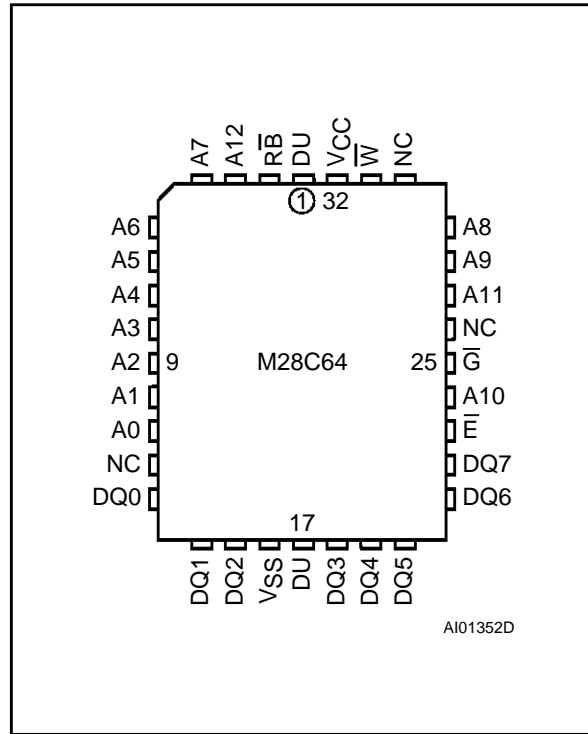 A7 A12 R̅B̅ DU VCC W̅ NC
1 32
A6 A8
A5 A9
A4 A11
A3 NC
A2 9 M28C64 25 G̅
A1 A10
A0 E̅
NC DQ7
DQ0 DQ6
17
DQ1 DQ2 VSS DU DQ3 DQ4 DQ5
AI01352D